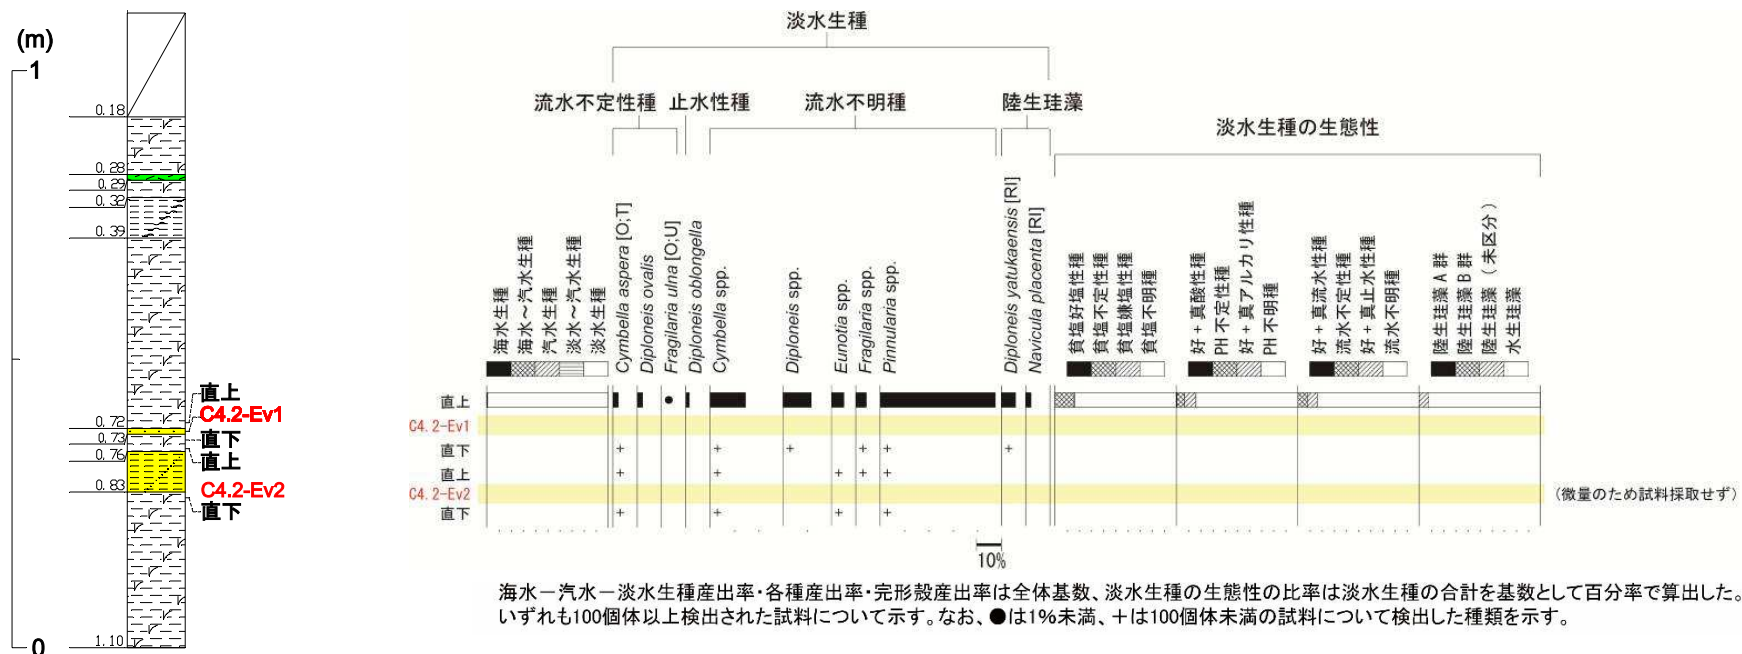 (m)
1
0.18
0.28
0.29
0.32
0.39
0.72
0.73
0.76
0.83
1.10
0
直上
C4.2-Ev1
直下
直上
C4.2-Ev2
直下
淡水生種
流水不定性種 止水性種 流水不明種 陸生珪藻
淡水生種の生態性
海水生種
海水～汽水生種
汽水生種
淡水～汽水生種
淡水生種
Cymbella aspera [O;T]
Diploneis ovalis
Fragilaria ulna [O;U]
Diploneis oblongella
Cymbella spp.
Diploneis spp.
Eunotia spp.
Fragilaria spp.
Pinnularia spp.
Diploneis yatukaensis [RI]
Navicula placenta [RI]
貧塩好塩性種
貧塩不定性種
貧塩嫌塩性種
貧塩不明種
好＋真酸性種
PH不定性種
好＋真アルカリ性種
PH不明種
好＋真流水性種
流水不定性種
好＋真止水性種
流水不明種
陸生珪藻A群
陸生珪藻B群
陸生珪藻（未区分）
水生珪藻
直上 ●
C4.2-Ev1
直下 + + + + + +
直上 + + + + +
C4.2-Ev2 (微量のため試料採取せず)
直下 + + + +
10%
海水－汽水－淡水生種産出率・各種産出率・完形殻産出率は全体基数、淡水生種の生態性の比率は淡水生種の合計を基数として百分率で算出した。
いずれも100個体以上検出された試料について示す。なお、●は1%未満、＋は100個体未満の試料について検出した種類を示す。